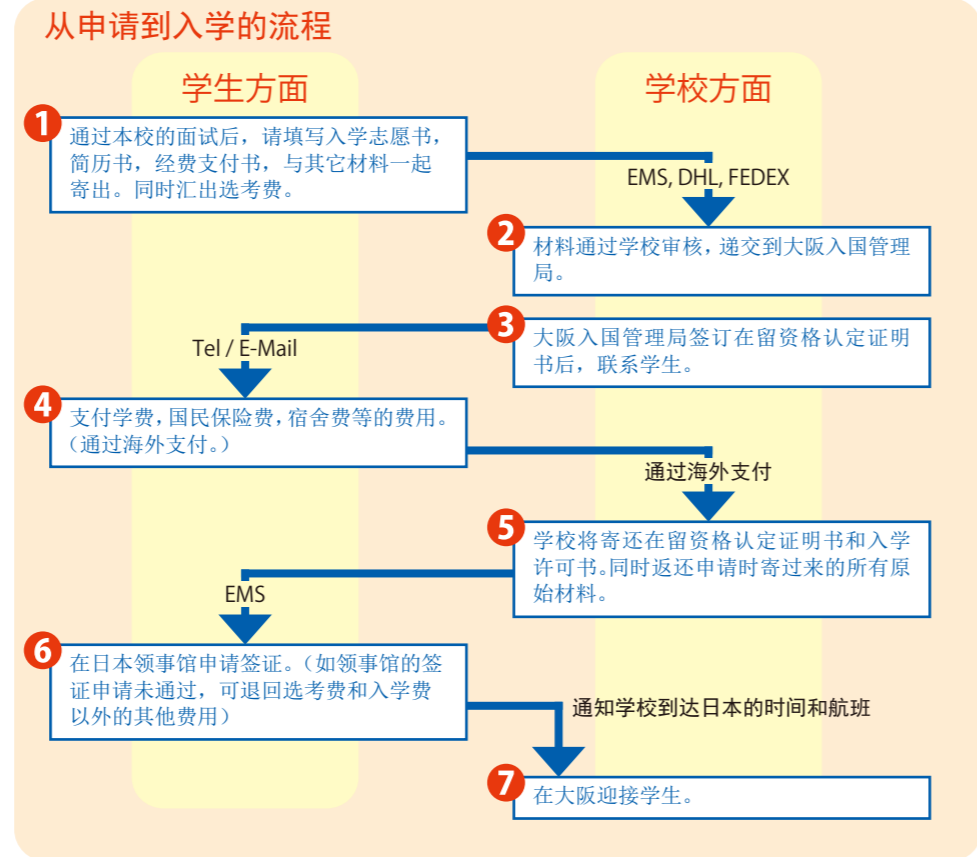 从申请到入学的流程
学生方面
学校方面
1
通过本校的面试后，请填写入学志愿书，
简历书，经费支付书，与其它材料一起
寄出。同时汇出选考费。
EMS, DHL, FEDEX
2
材料通过学校审核，递交到大阪入国管理
局。
3
大阪入国管理局签订在留资格认定证明
书后，联系学生。
Tel / E-Mail
4
支付学费，国民保险费，宿舍费等的费用。
（通过海外支付。）
通过海外支付
5
学校将寄还在留资格认定证明书和入学
许可书。同时返还申请时寄过来的所有原
始材料。
EMS
6
在日本领事馆申请签证。（如领事馆的签
证申请未通过，可退回选考费和入学费
以外的其他费用）
通知学校到达日本的时间和航班
7
在大阪迎接学生。